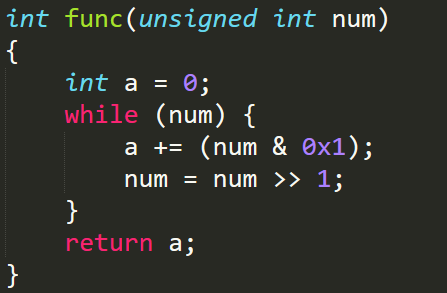 int func(unsigned int num)
{
    int a = 0;
    while (num) {
        a += (num & 0x1);
        num = num >> 1;
    }
    return a;
}